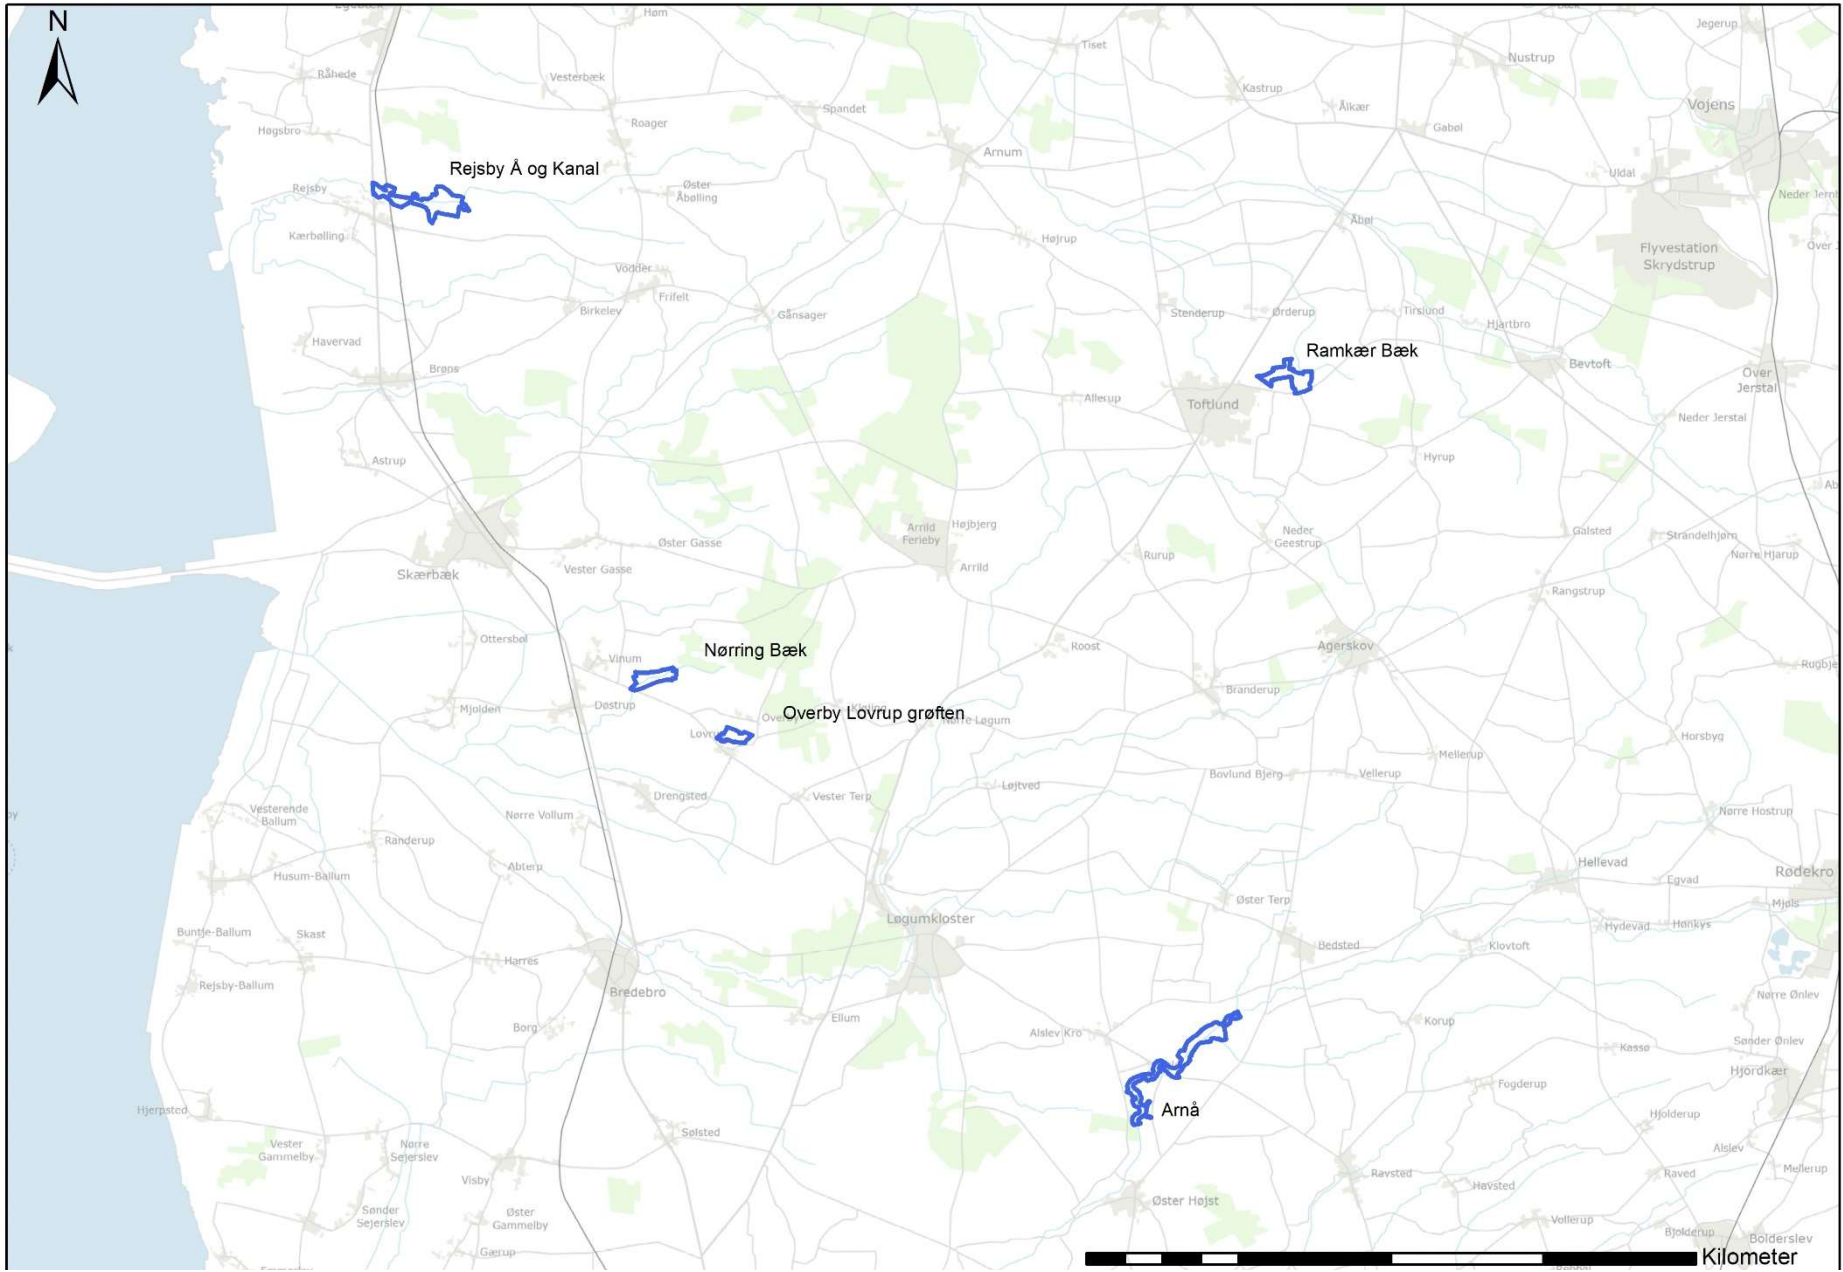 N
Høm
Tiset
Jegerup
Nustrup
Råhede
Vesterbæk
Kastrup
Ålkær
Vojens
Spandet
Roager
Gabøl
Høgsbro
Arnum
Rejsby Å og Kanal
Uldal
Rejsby
Øster
Åbølling
Åbøl
Kærbølling
Højrup
Flyvestation
Skrydstrup
Vodder
Frifelt
Birkelev
Gånsager
Stenderup
Ørderup
Tirslund
Hjartbro
Havervad
Ramkær Bæk
Brøns
Bevtoft
Over
Jerstal
Allerup
Toftlund
Neder Jerstal
Astrup
Hyrup
Arrild
Ferieby
Højbjerg
Neder
Geestrup
Galsted
Strandelhjørn
Øster Gasse
Rurup
Nørre Hjarup
Skærbæk
Vester Gasse
Arrild
Rangstrup
Ottersbøl
Roost
Agerskov
Nørring Bæk
Vinum
Branderup
Mjolden
Døstrup
Overby Lovrup grøften
Nørre Løgum
Horsbyg
Mellerup
Bovlund Bjerg
Vellerup
Løjtved
Drengsted
Vester Terp
Vesterende
Ballum
Nørre Vollum
Nørre Hostrup
Randerup
Abterp
Hellevad
Husum-Ballum
Egvad
Rødekro
Øster Terp
Mjøls
Løgumkloster
Hydevad
Hønkys
Buntje-Ballum
Skast
Bedsted
Klovtoft
Harres
Rejsby-Ballum
Bredebro
Nørre Ønlev
Borg
Ellum
Alslev Kro
Korup
Sønder Ønlev
Kassø
Hjordkær
Fogderup
Hjerpsted
Arnå
Hjolderup
Sølsted
Vester
Gammelby
Nørre
Sejerslev
Alslev
Mellerup
Visby
Ravsted
Raved
Havsted
Øster Højst
Sønder
Sejerslev
Øster
Gammelby
Vollerup
Bjolderup
Bolderslev
Gærup
Kilometer